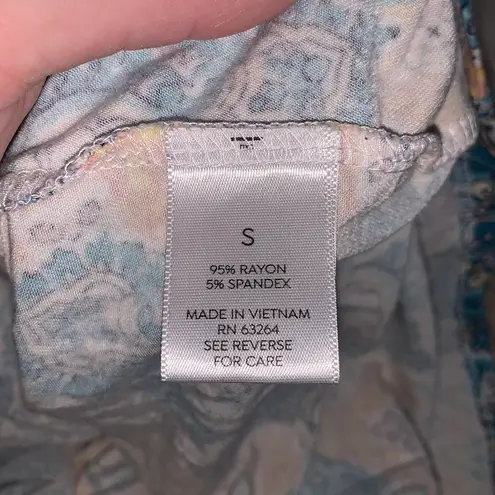 S
95% RAYON
5% SPANDEX
MADE IN VIETNAM
RN 63264
SEE REVERSE
FOR CARE